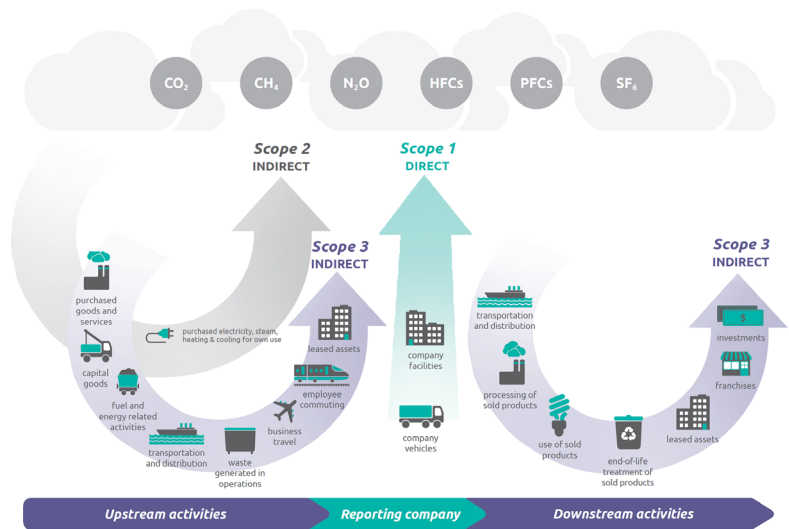 CO₂
CH₄
N₂O
HFCs
PFCs
SF₆
Scope 2
INDIRECT
Scope 1
DIRECT
Scope 3
INDIRECT
Scope 3
INDIRECT
purchased
goods and
services
capital
goods
fuel and
energy related
activities
transportation
and distribution
waste
generated in
operations
business
travel
employee
commuting
leased assets
purchased electricity, steam,
heating & cooling for own use
company
facilities
company
vehicles
transportation
and distribution
processing of
sold products
use of sold
products
end-of-life
treatment of
sold products
leased assets
franchises
$
investments
Upstream activities
Reporting company
Downstream activities